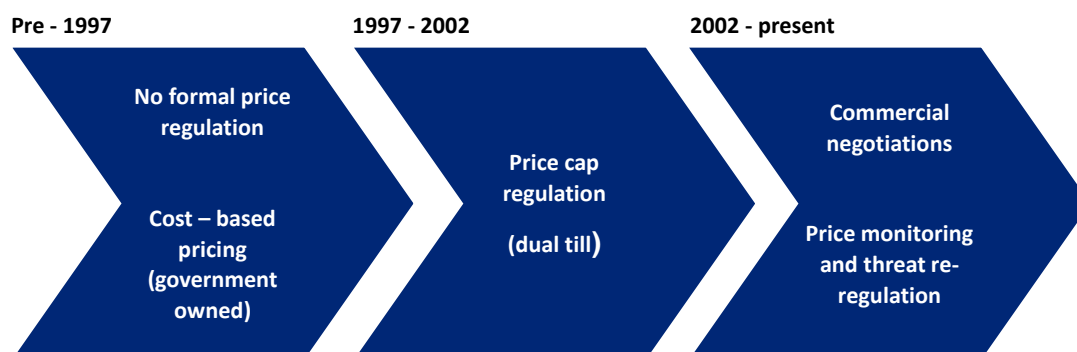 Pre - 1997
No formal price
regulation
Cost – based
pricing
(government
owned)
1997 - 2002
Price cap
regulation
(dual till)
2002 - present
Commercial
negotiations
Price monitoring
and threat re-
regulation